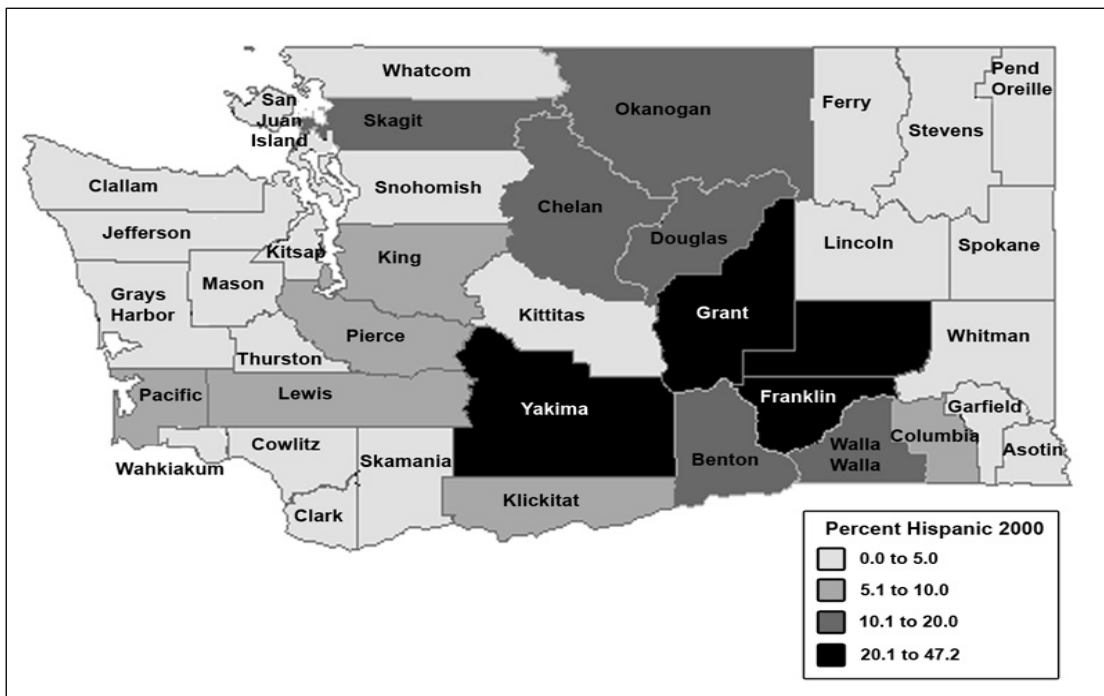 Whatcom
San
Juan
Island
Skagit
Okanogan
Ferry
Pend
Oreille
Stevens
Clallam
Snohomish
Chelan
Jefferson
Kitsap
King
Douglas
Lincoln
Spokane
Mason
Grays
Harbor
Kittitas
Grant
Pierce
Thurston
Whitman
Pacific
Lewis
Yakima
Franklin
Garfield
Wahkiakum
Cowlitz
Skamania
Benton
Walla
Walla
Columbia
Asotin
Klickitat
Clark
Percent Hispanic 2000
0.0 to 5.0
5.1 to 10.0
10.1 to 20.0
20.1 to 47.2